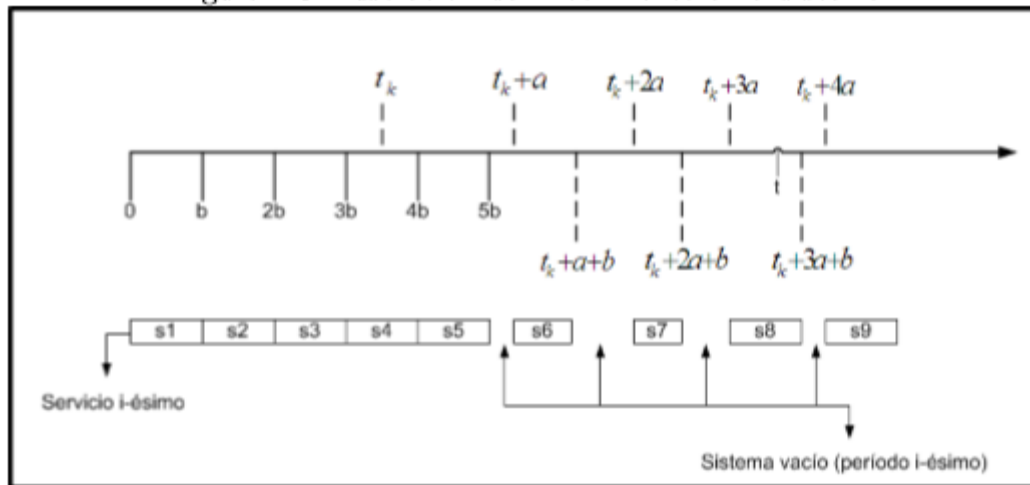 t_k t_k+a t_k+2a t_k+3a t_k+4a
0 b 2b 3b 4b 5b t
t_k+a+b t_k+2a+b t_k+3a+b
s1 s2 s3 s4 s5 s6 s7 s8 s9
Servicio i-ésimo
Sistema vacío (período i-ésimo)